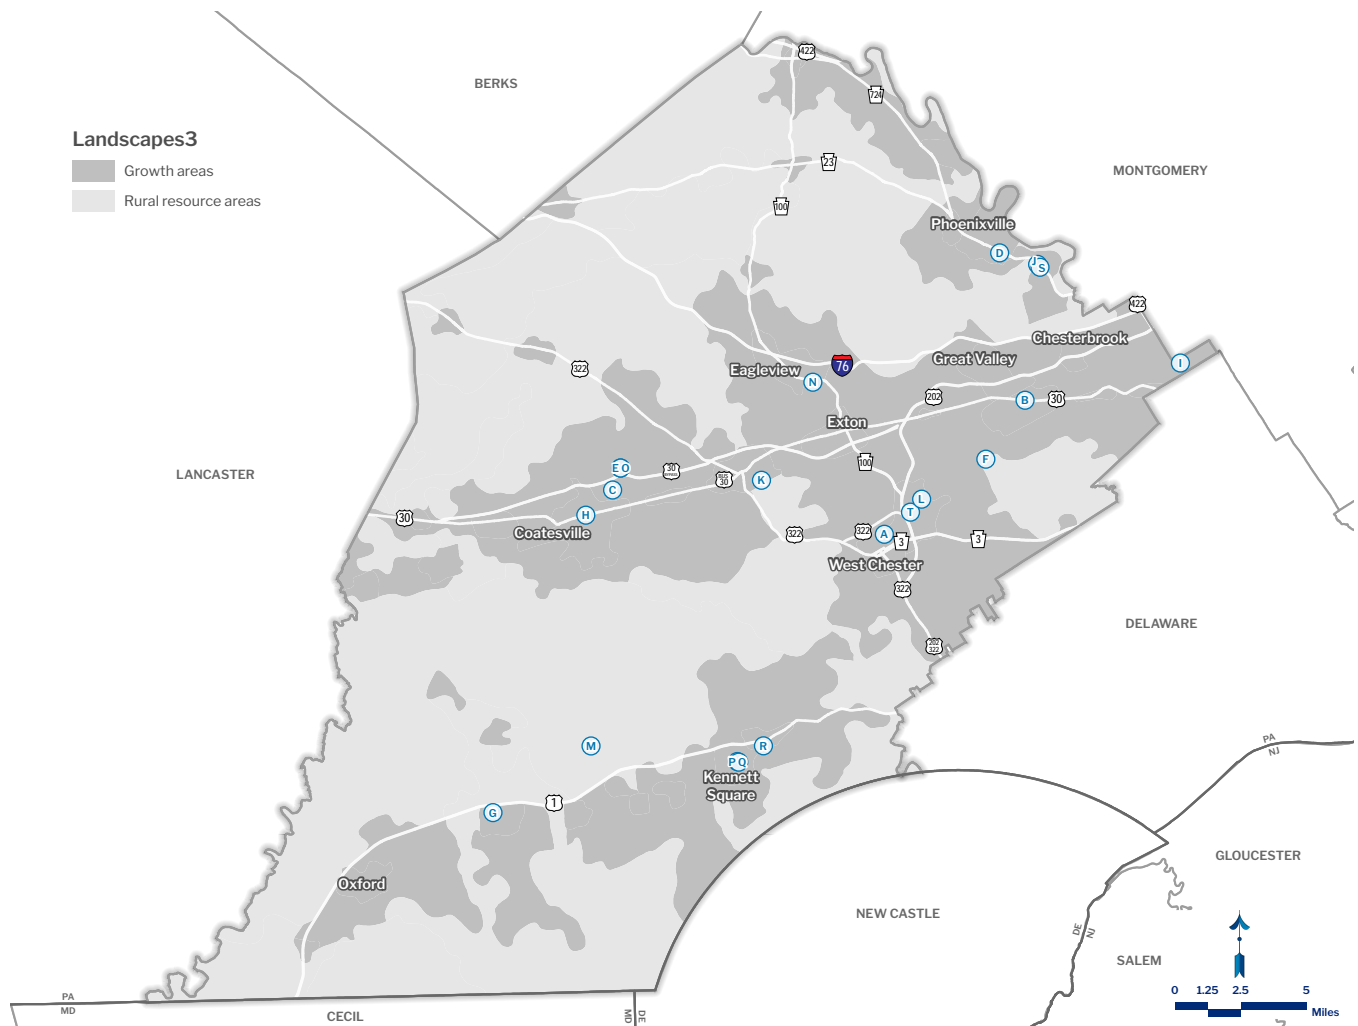 BERKS
Landscapes3
Growth areas
Rural resource areas
MONTGOMERY
LANCASTER
DELAWARE
GLOUCESTER
NEW CASTLE
SALEM
CECIL
422
724
23
100
Phoenixville
D
J
S
422
Chesterbrook
Great Valley
I
76
Eagleview
N
322
202
B
30
Exton
100
F
E O
30
BYPASS
BUS
30
K
C
L
T
H
30
Coatesville
322
322
A
3
3
West Chester
322
202
322
M
R
P Q
Kennett
Square
1
G
Oxford
PA
NJ
DE
NJ
PA
MD
MD
DE
0 1.25 2.5 5
Miles